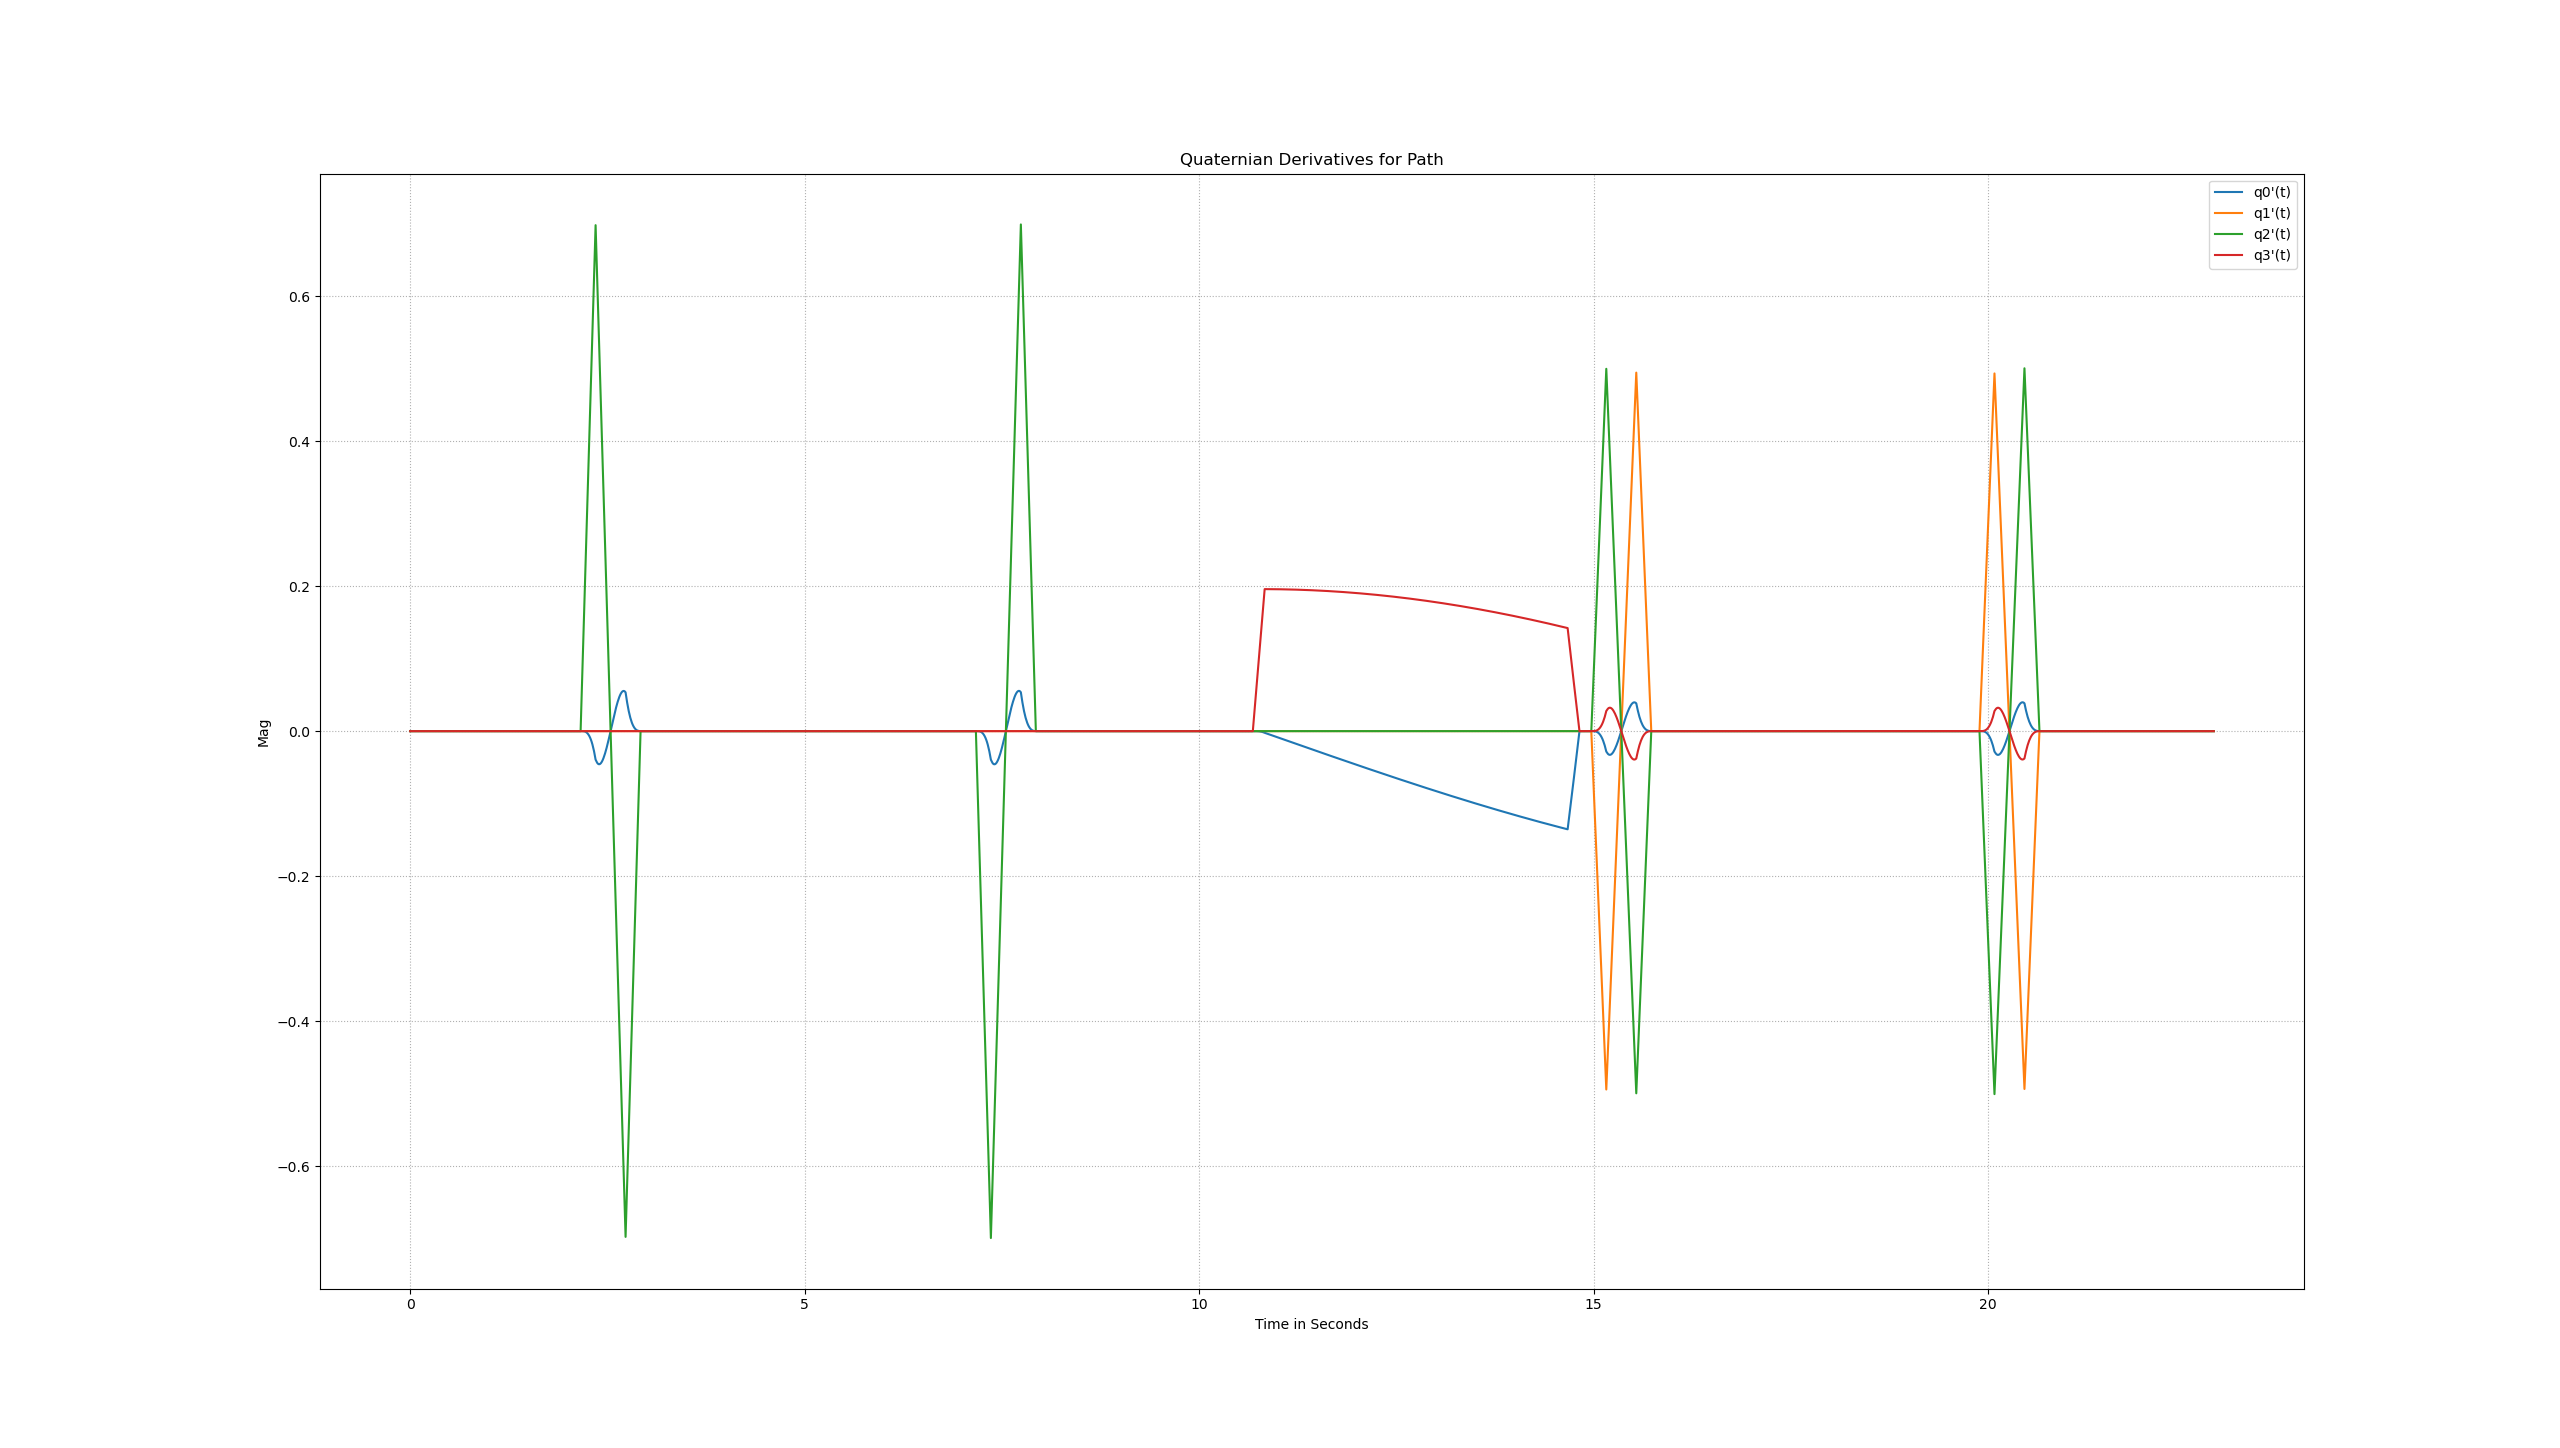 Quaternian Derivatives for Path
q0'(t)
q1'(t)
q2'(t)
q3'(t)
0.6
0.4
0.2
0.0
−0.2
−0.4
−0.6
Mag
0 5 10 15 20
Time in Seconds